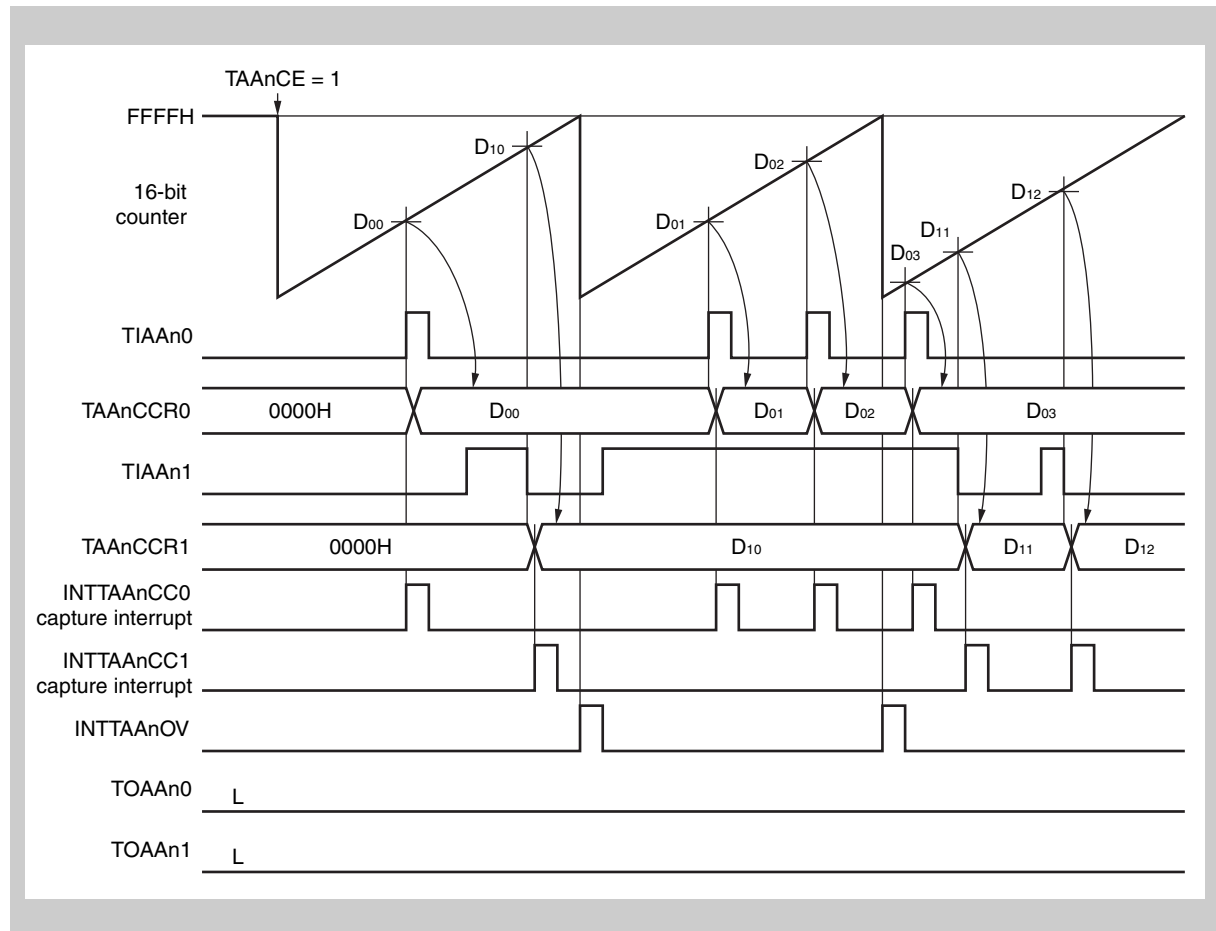 TAAnCE = 1
FFFFH
D10
D02
16-bit
counter
D12
D00
D01
D11
D03
TIAAn0
TAAnCCR0
0000H
D00
D01
D02
D03
TIAAn1
TAAnCCR1
0000H
D10
D11
D12
INTTAAnCC0
capture interrupt
INTTAAnCC1
capture interrupt
INTTAAnOV
TOAAn0
L
TOAAn1
L